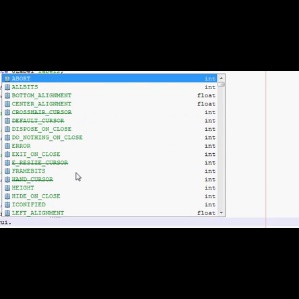 ABORT int
ALLBITS int
BOTTOM_ALIGNMENT float
CENTER_ALIGNMENT float
CROSSHAIR_CURSOR int
DEFAULT_CURSOR int
DISPOSE_ON_CLOSE int
DO_NOTHING_ON_CLOSE int
ERROR int
EXIT_ON_CLOSE int
E_RESIZE_CURSOR int
FRAMEBITS int
HAND_CURSOR int
HEIGHT int
HIDE_ON_CLOSE int
ICONIFIED int
LEFT_ALIGNMENT float
ui.